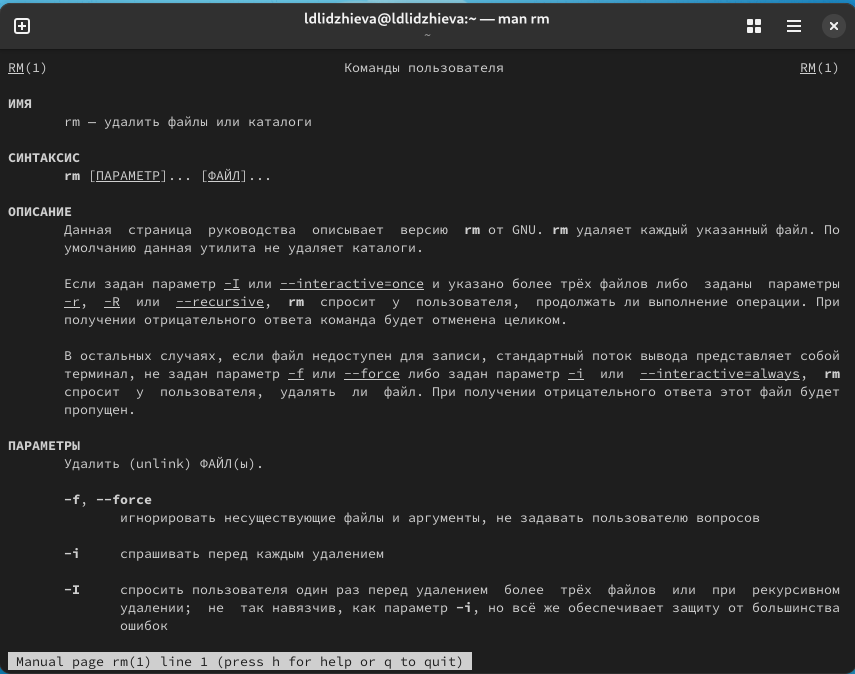 ldlidzhieva@ldlidzhieva:~ — man rm
~
RM(1) Команды пользователя RM(1)
ИМЯ
rm — удалить файлы или каталоги
СИНТАКСИС
rm [ПАРАМЕТР]... [ФАЙЛ]...
ОПИСАНИЕ
Данная страница руководства описывает версию rm от GNU. rm удаляет каждый указанный файл. По
умолчанию данная утилита не удаляет каталоги.
Если задан параметр -I или --interactive=once и указано более трёх файлов либо заданы параметры
-r, -R или --recursive, rm спросит у пользователя, продолжать ли выполнение операции. При
получении отрицательного ответа команда будет отменена целиком.
В остальных случаях, если файл недоступен для записи, стандартный поток вывода представляет собой
терминал, не задан параметр -f или --force либо задан параметр -i или --interactive=always, rm
спросит у пользователя, удалять ли файл. При получении отрицательного ответа этот файл будет
пропущен.
ПАРАМЕТРЫ
Удалить (unlink) ФАЙЛ(ы).
-f, --force
игнорировать несуществующие файлы и аргументы, не задавать пользователю вопросов
-i спрашивать перед каждым удалением
-I спросить пользователя один раз перед удалением более трёх файлов или при рекурсивном
удалении; не так навязчив, как параметр -i, но всё же обеспечивает защиту от большинства
ошибок
Manual page rm(1) line 1 (press h for help or q to quit)